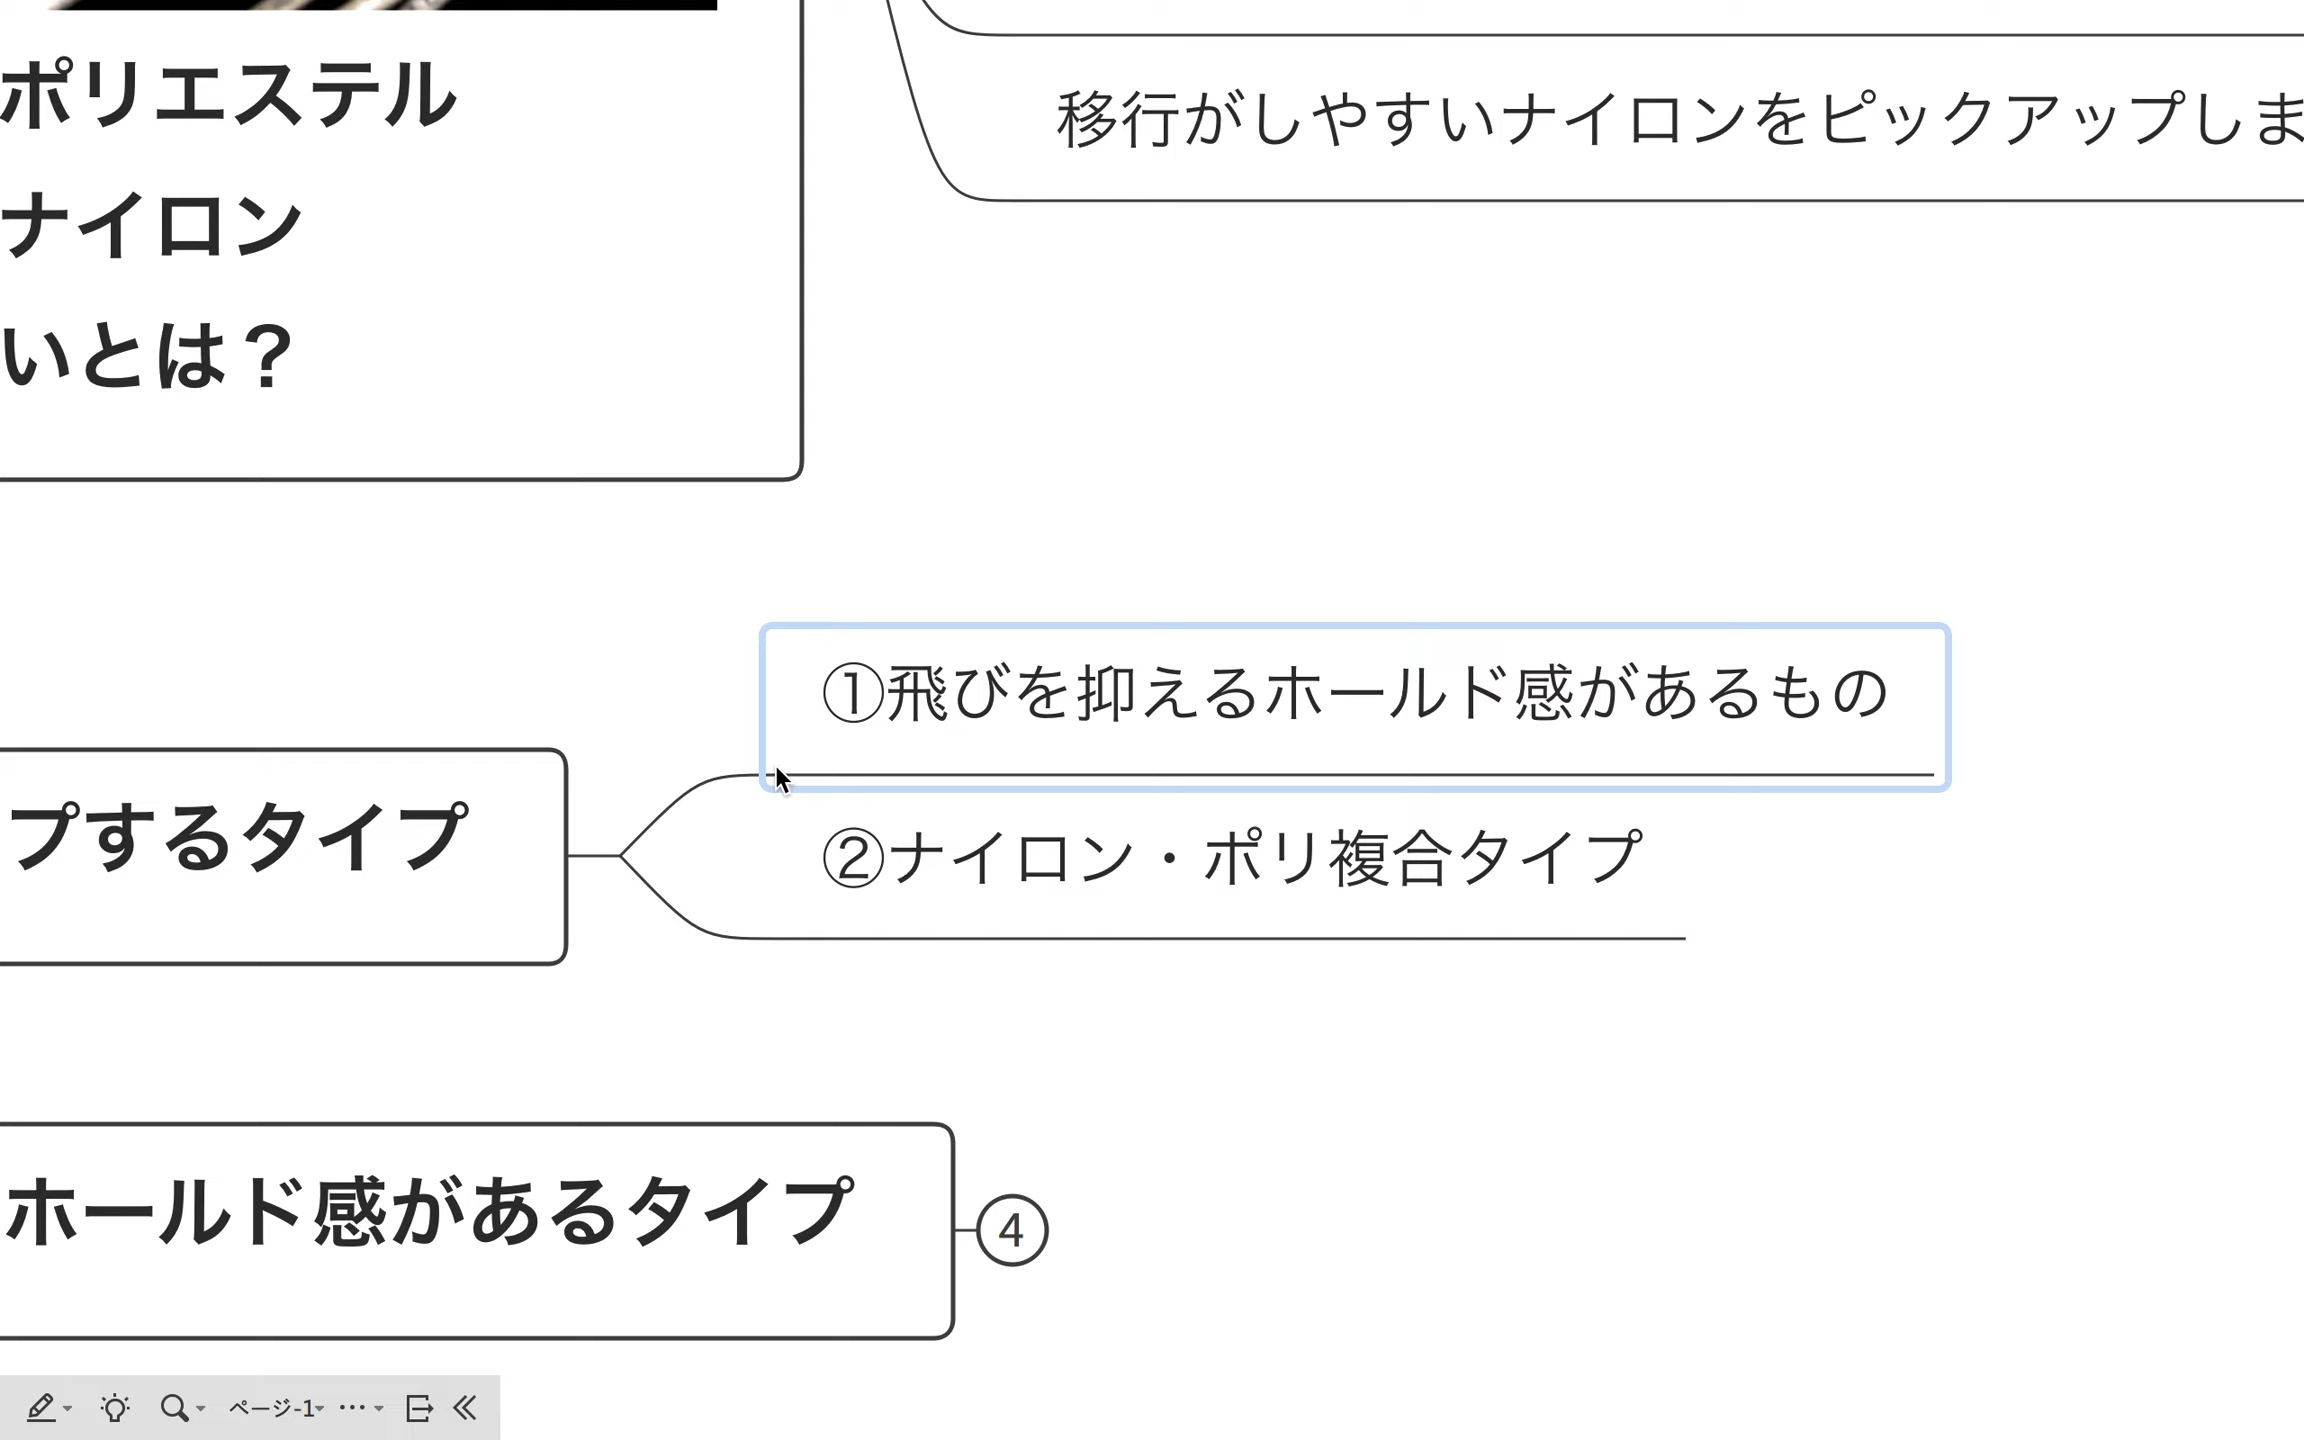 ポリエステル
ナイロン
いとは？
移行がしやすいナイロンをピックアップしま
①飛びを抑えるホールド感があるもの
プするタイプ
②ナイロン・ポリ複合タイプ
ホールド感があるタイプ
4
ページ-1